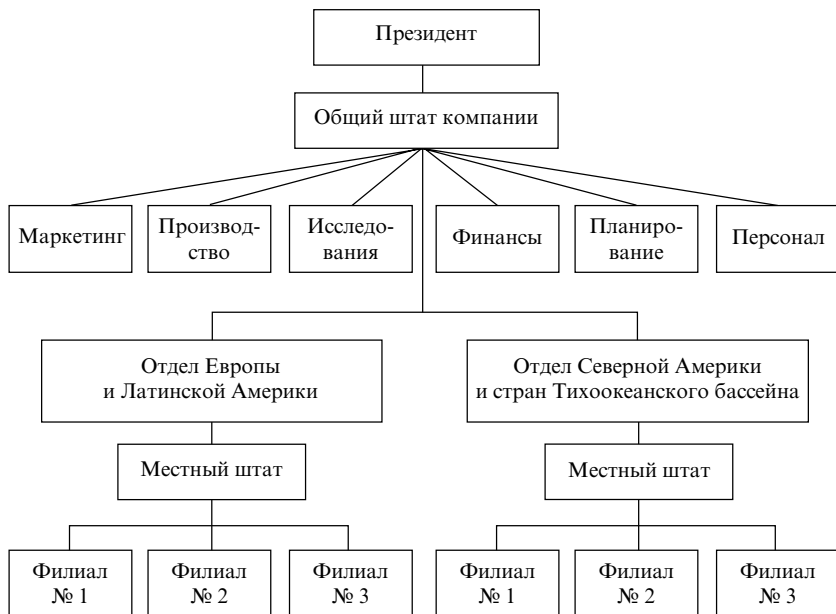 Президент
Общий штат компании
Маркетинг
Производ-
ство
Исследо-
вания
Финансы
Планиро-
вание
Персонал
Отдел Европы
и Латинской Америки
Отдел Северной Америки
и стран Тихоокеанского бассейна
Местный штат
Местный штат
Филиал
№ 1
Филиал
№ 2
Филиал
№ 3
Филиал
№ 1
Филиал
№ 2
Филиал
№ 3